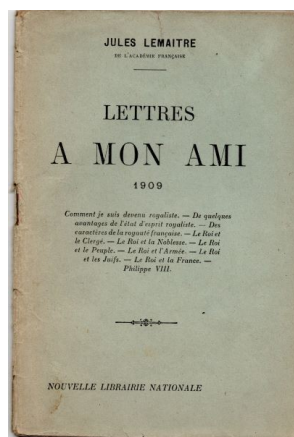 JULES LEMAITRE
DE L'ACADÉMIE FRANÇAISE
LETTRES
A MON AMI
1909
Comment je suis devenu royaliste. — De quelques
avantages de l'état d'esprit royaliste. — Des
caractères de la royauté française. — Le Roi et
le Clergé. — Le Roi et la Noblesse. — Le Roi
et le Peuple. — Le Roi et l'Armée. — Le Roi
et les Juifs. — Le Roi et la France. —
Philippe VIII.
NOUVELLE LIBRAIRIE NATIONALE